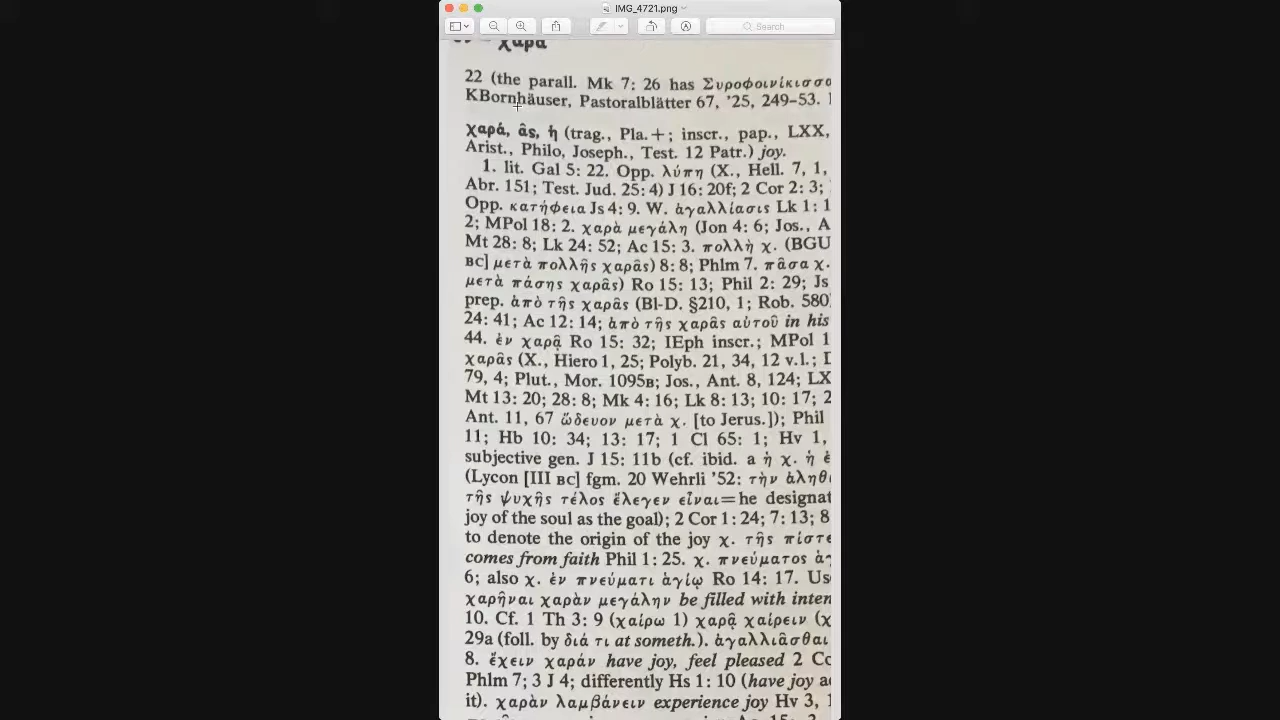 IMG_4721.png
Search
χαρά
22 (the parall. Mk 7: 26 has Συροφοινίκισσα
KBornhäuser, Pastoralblätter 67, ’25, 249–53.
χαρά, ᾶς, ἡ (trag., Pla.+; inscr., pap., LXX,
Arist., Philo, Joseph., Test. 12 Patr.) joy.
1. lit. Gal 5: 22. Opp. λύπη (X., Hell. 7, 1,
Abr. 151; Test. Jud. 25: 4) J 16: 20f; 2 Cor 2: 3;
Opp. κατήφεια Js 4: 9. W. ἀγαλλίασις Lk 1: 1
2; MPol 18: 2. χαρὰ μεγάλη (Jon 4: 6; Jos., A
Mt 28: 8; Lk 24: 52; Ac 15: 3. πολλὴ χ. (BGU
BC] μετὰ πολλῆς χαρᾶς) 8: 8; Phlm 7. πᾶσα χ.
μετὰ πάσης χαρᾶς) Ro 15: 13; Phil 2: 29; Js
prep. ἀπὸ τῆς χαρᾶς (Bl-D. §210, 1; Rob. 580
24: 41; Ac 12: 14; ἀπὸ τῆς χαρᾶς αὐτοῦ in his
44. ἐν χαρᾷ Ro 15: 32; IEph inscr.; MPol 1
χαρᾶς (X., Hiero 1, 25; Polyb. 21, 34, 12 v.l.; D
79, 4; Plut., Mor. 1095B; Jos., Ant. 8, 124; LX
Mt 13: 20; 28: 8; Mk 4: 16; Lk 8: 13; 10: 17; 2
Ant. 11, 67 ὥδευον μετὰ χ. [to Jerus.]); Phil
11; Hb 10: 34; 13: 17; 1 Cl 65: 1; Hv 1,
subjective gen. J 15: 11b (cf. ibid. a ἡ χ. ἡ ἐ
(Lycon [III BC] fgm. 20 Wehrli ’52: τὴν ἀληθι
τῆς ψυχῆς τέλος ἔλεγεν εἶναι=he designat
joy of the soul as the goal); 2 Cor 1: 24; 7: 13; 8
to denote the origin of the joy χ. τῆς πίστε
comes from faith Phil 1: 25. χ. πνεύματος ἁγ
6; also χ. ἐν πνεύματι ἁγίῳ Ro 14: 17. Us
χαρῆναι χαρὰν μεγάλην be filled with inten
10. Cf. 1 Th 3: 9 (χαίρω 1) χαρᾷ χαίρειν (χ
29a (foll. by διά τι at someth.). ἀγαλλιᾶσθαι
8. ἔχειν χαράν have joy, feel pleased 2 Co
Phlm 7; 3 J 4; differently Hs 1: 10 (have joy a
it). χαρὰν λαμβάνειν experience joy Hv 3, 1